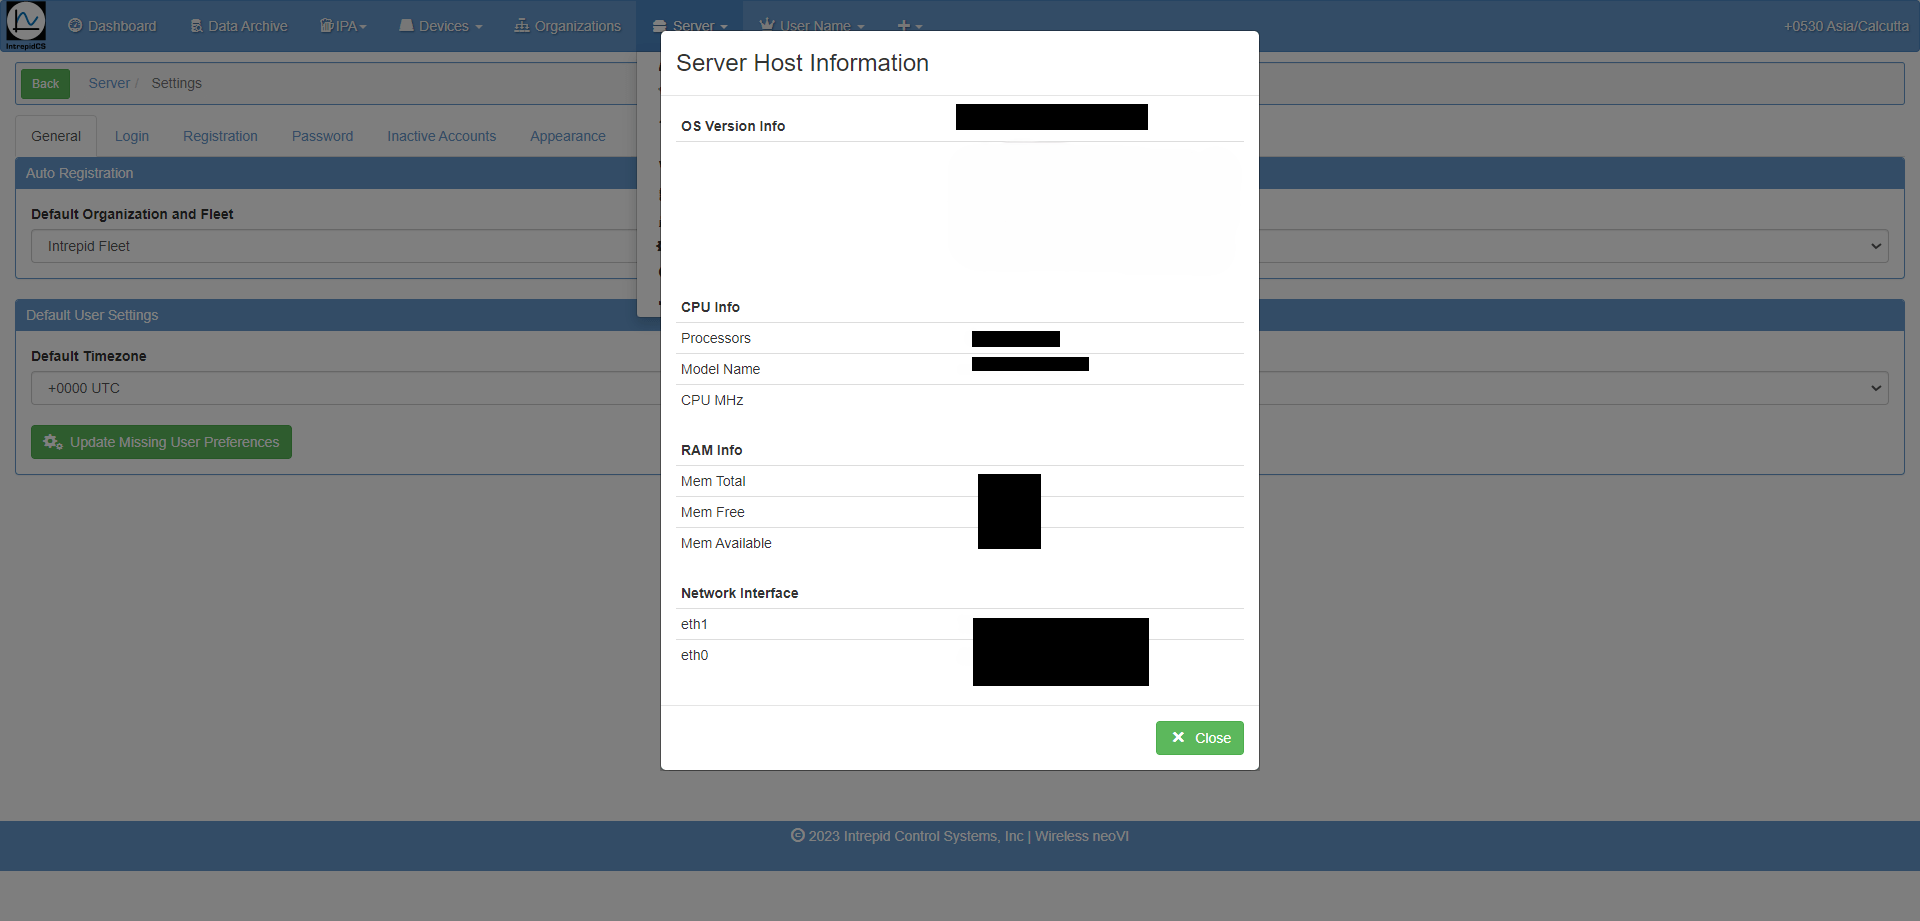 IntrepidCS
Dashboard
Data Archive
IPA
Devices
Organizations
Server
User Name
+0530 Asia/Calcutta
Back
Server / Settings
General
Login
Registration
Password
Inactive Accounts
Appearance
Auto Registration
Default Organization and Fleet
Intrepid Fleet
Default User Settings
Default Timezone
+0000 UTC
Update Missing User Preferences
Server Host Information
OS Version Info
CPU Info
Processors
Model Name
CPU MHz
RAM Info
Mem Total
Mem Free
Mem Available
Network Interface
eth1
eth0
Close
© 2023 Intrepid Control Systems, Inc | Wireless neoVI